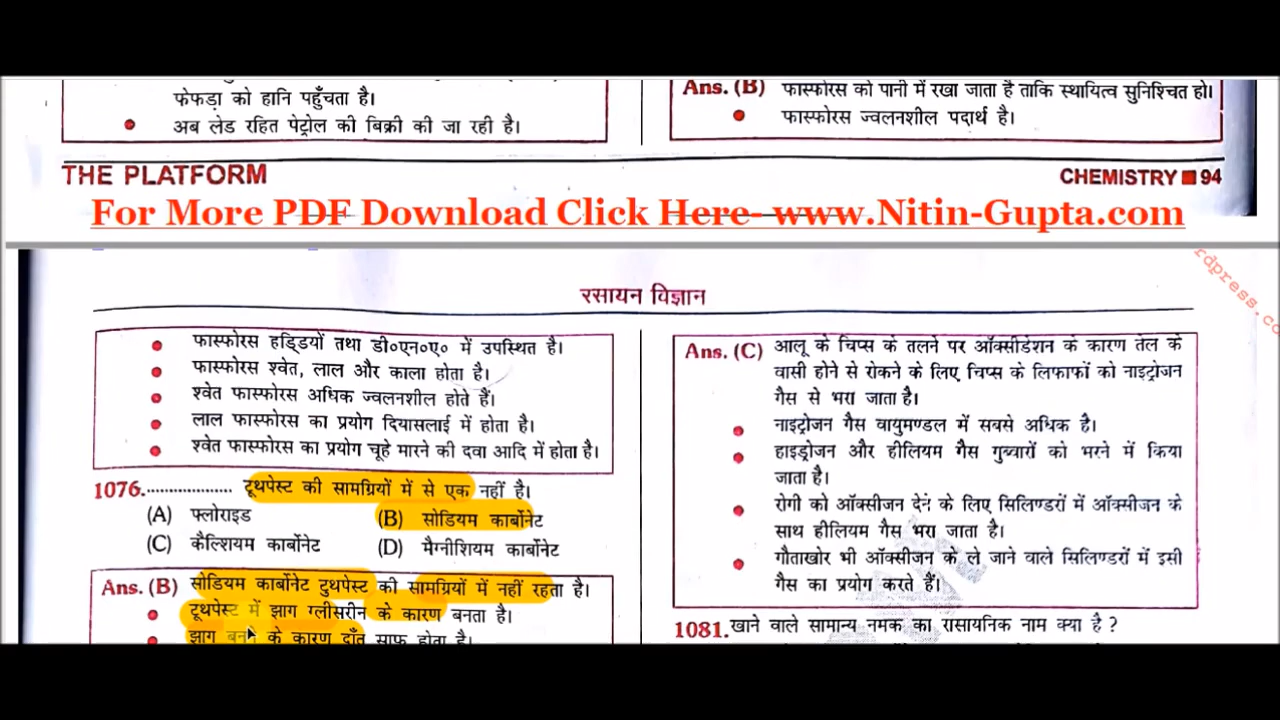 फेफड़ा को हानि पहुँचता है।
अब लेड रहित पेट्रोल की बिक्री की जा रही है।
Ans. (B) फास्फोरस को पानी में रखा जाता है ताकि स्थायित्व सुनिश्चित हो।
फास्फोरस ज्वलनशील पदार्थ है।
THE PLATFORM
CHEMISTRY 94
For More PDF Download Click Here- www.Nitin-Gupta.com
रसायन विज्ञान
फास्फोरस हड्डियों तथा डी०एन०ए० में उपस्थित है।
फास्फोरस श्वेत, लाल और काला होता है।
श्वेत फास्फोरस अधिक ज्वलनशील होते हैं।
लाल फास्फोरस का प्रयोग दियासलाई में होता है।
श्वेत फास्फोरस का प्रयोग चूहे मारने की दवा आदि में होता है।
1076.................... टूथपेस्ट की सामग्रियों में से एक नहीं है।
(A) फ्लोराइड (B) सोडियम कार्बोनेट
(C) कैल्शियम कार्बोनेट (D) मैग्नीशियम कार्बोनेट
Ans. (B) सोडियम कार्बोनेट टुथपेस्ट की सामग्रियों में नहीं रहता है।
टूथपेस्ट में झाग ग्लीसरीन के कारण बनता है।
झाग बनने के कारण दाँत साफ होता है।
Ans. (C) आलू के चिप्स के तलने पर ऑक्सीडेंशन के कारण तेल के
वासी होने से रोकने के लिए चिप्स के लिफाफों को नाइट्रोजन
गैस से भरा जाता है।
नाइट्रोजन गैस वायुमण्डल में सबसे अधिक है।
हाइड्रोजन और हीलियम गैस गुब्बारों को भरने में किया
जाता है।
रोगी को ऑक्सीजन देनं के लिए सिलिण्डरों में ऑक्सीजन के
साथ हीलियम गैस भरा जाता है।
गौताखोर भी ऑक्सीजन के ले जाने वाले सिलिण्डरों में इसी
गैस का प्रयोग करते हैं।
1081. खाने वाले सामान्य नमक का रासायनिक नाम क्या है ?
rdpress.co